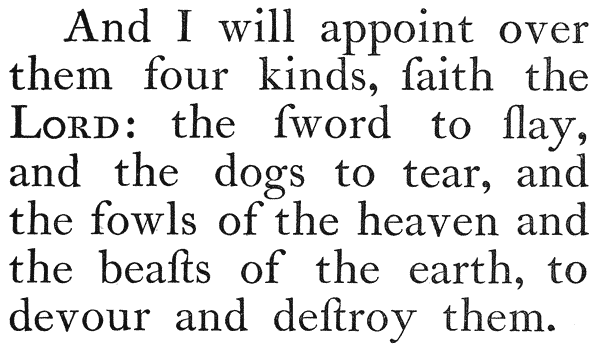 And I will appoint over
them four kinds, ſaith the
LORD: the ſword to ſlay,
and the dogs to tear, and
the fowls of the heaven and
the beaſts of the earth, to
devour and deſtroy them.